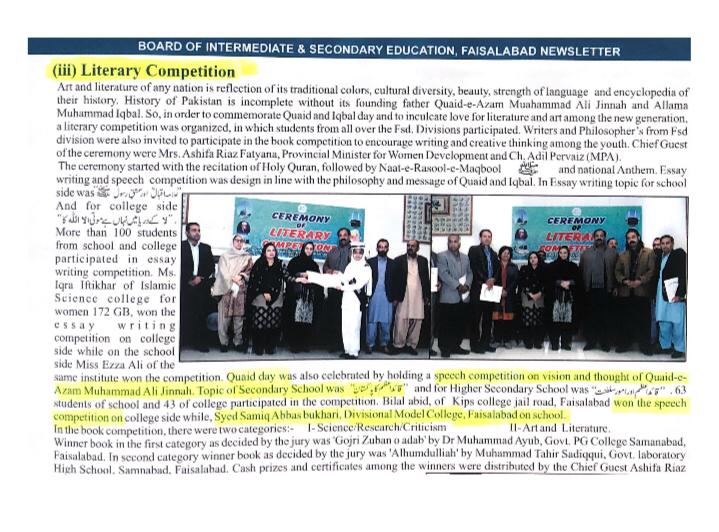 BOARD OF INTERMEDIATE & SECONDARY EDUCATION, FAISALABAD NEWSLETTER
(iii) Literary Competition
Art and literature of any nation is reflection of its traditional colors, cultural diversity, beauty, strength of language and encyclopedia of
their history. History of Pakistan is incomplete without its founding father Quaid-e-Azam Muahammad Ali Jinnah and Allama
Muhammad Iqbal. So, in order to commemorate Quaid and Iqbal day and to inculcate love for literature and art among the new generation,
a literary competition was organized, in which students from all over the Fsd. Divisions participated. Writers and Philosopher's from Fsd
division were also invited to participate in the book competition to encourage writing and creative thinking among the youth. Chief Guest
of the ceremony were Mrs. Ashifa Riaz Fatyana, Provincial Minister for Women Development and Ch. Adil Pervaiz (MPA).
The ceremony started with the recitation of Holy Quran, followed by Naat-e-Rasool-e-Maqbool ﷺ and national Anthem. Essay
writing and speech competition was design in line with the philosophy and message of Quaid and Iqbal. In Essay writing topic for school
side was
And for college side
More than 100 students
from school and college
participated in essay
writing competition. Ms.
Iqra Iftikhar of Islamic
Science college for
women 172 GB, won the
essay writing
competition on college
side while on the school
side Miss Ezza Ali of the
CEREMONY
OF
LITERARY
COMPETITION
CEREMONY
OF
LITERARY
COMPETITION
same institute won the competition. Quaid day was also celebrated by holding a speech competition on vision and thought of Quaid-e-
Azam Muhammad Ali Jinnah. Topic of Secondary School was "قائداعظم کا پاکستان" and for Higher Secondary School was . 63
students of school and 43 of college participated in the competition. Bilal abid, of Kips college jail road, Faisalabad won the speech
competition on college side while, Syed Samiq Abbas bukhari, Divisional Model College, Faisalabad on school.
In the book competition, there were two categories:- I-Science/Research/Criticism II-Art and Literature.
Winner book in the first category as decided by the jury was 'Gojri Zuban o adab' by Dr Muhammad Ayub, Govt. PG College Samanabad,
Faisalabad. In second category winner book as decided by the jury was 'Alhumdulliah' by Muhammad Tahir Sadiqqui, Govt. laboratory
High School, Samnabad, Faisalabad. Cash prizes and certificates among the winners were distributed by the Chief Guest Ashifa Riaz